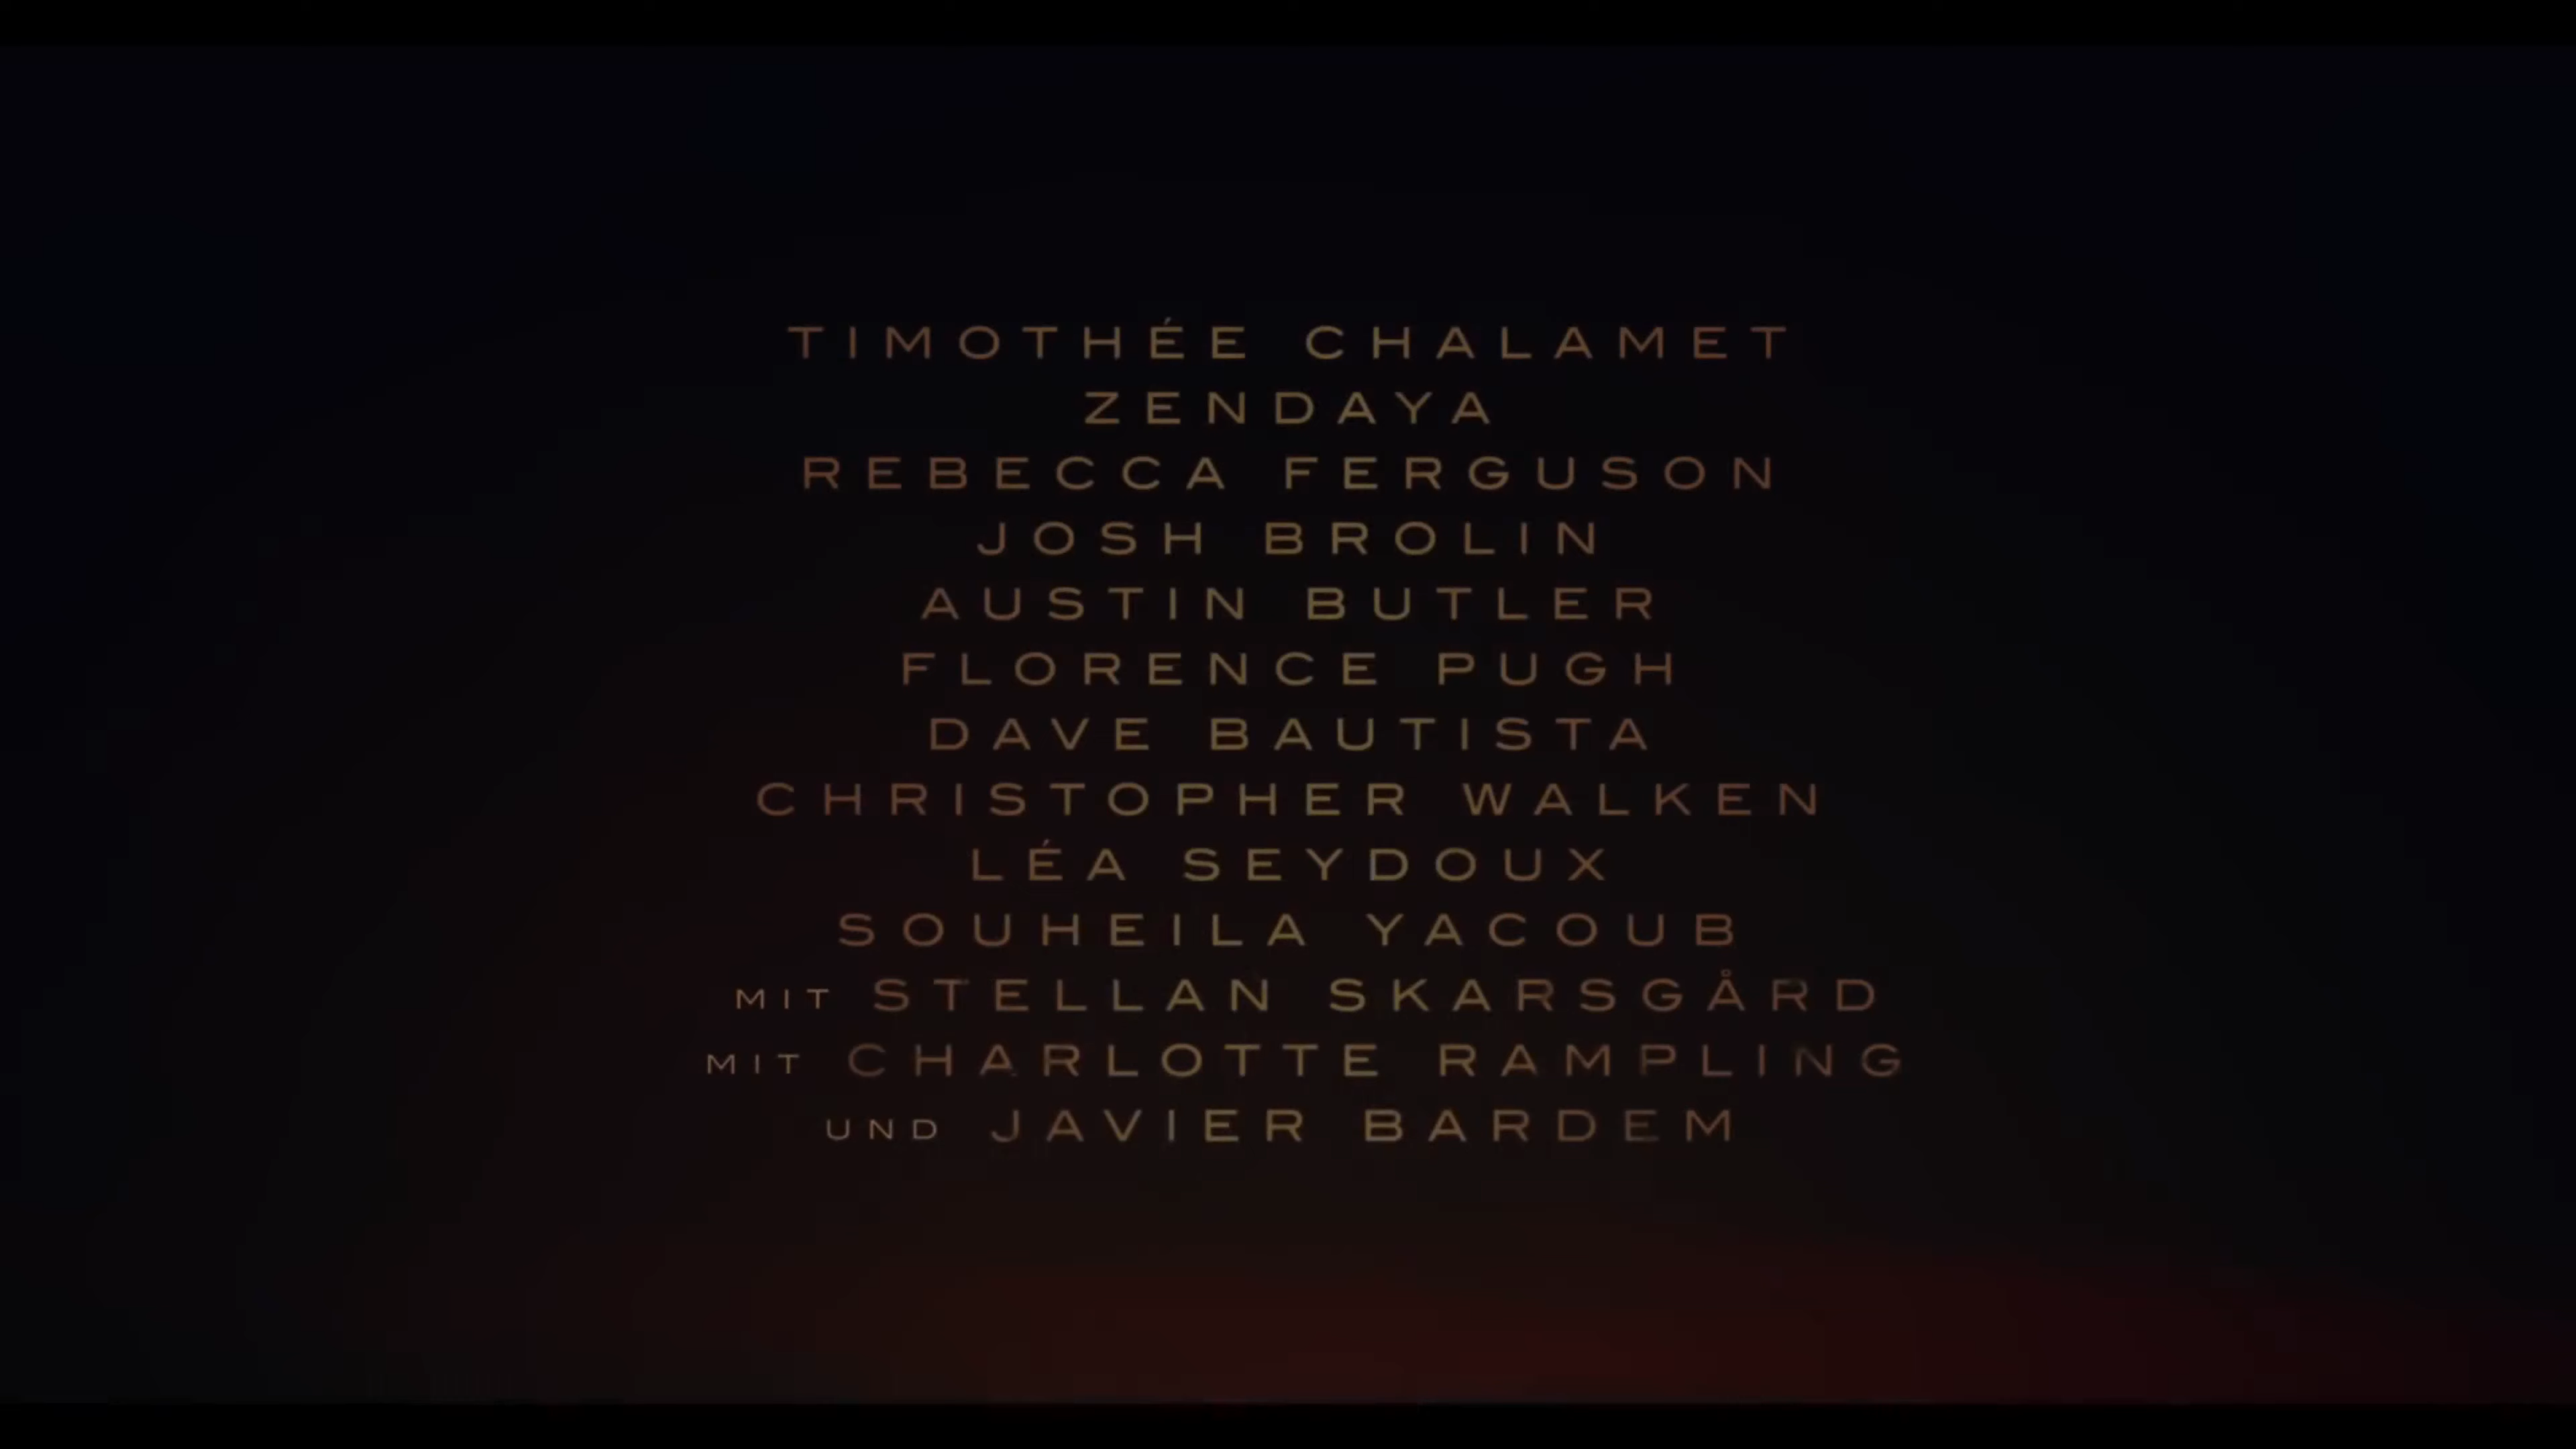 TIMOTHÉE CHALAMET
ZENDAYA
REBECCA FERGUSON
JOSH BROLIN
AUSTIN BUTLER
FLORENCE PUGH
DAVE BAUTISTA
CHRISTOPHER WALKEN
LÉA SEYDOUX
SOUHEILA YACOUB
MIT STELLAN SKARSGÅRD
MIT CHARLOTTE RAMPLING
UND JAVIER BARDEM